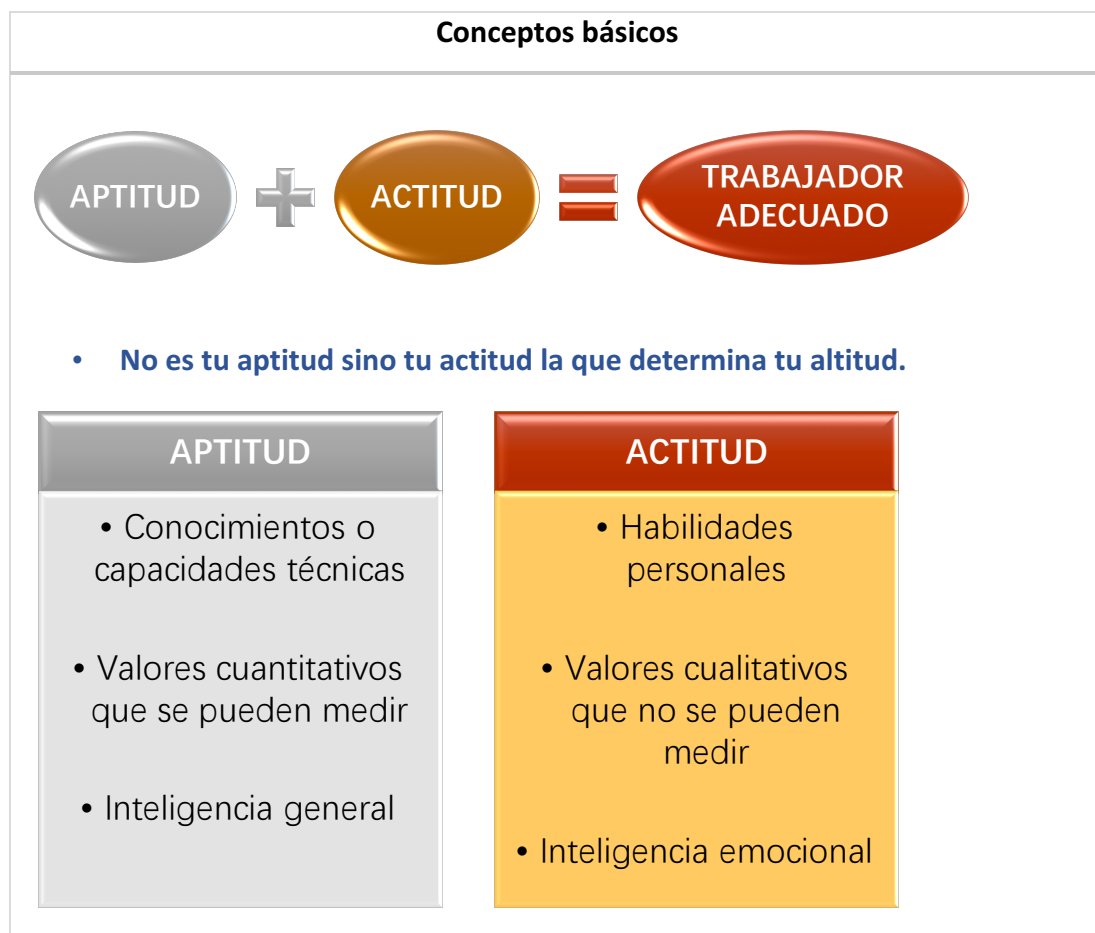 Conceptos básicos
APTITUD
ACTITUD
TRABAJADOR
ADECUADO
• No es tu aptitud sino tu actitud la que determina tu altitud.
APTITUD
• Conocimientos o
capacidades técnicas
• Valores cuantitativos
que se pueden medir
• Inteligencia general
ACTITUD
• Habilidades
personales
• Valores cualitativos
que no se pueden
medir
• Inteligencia emocional